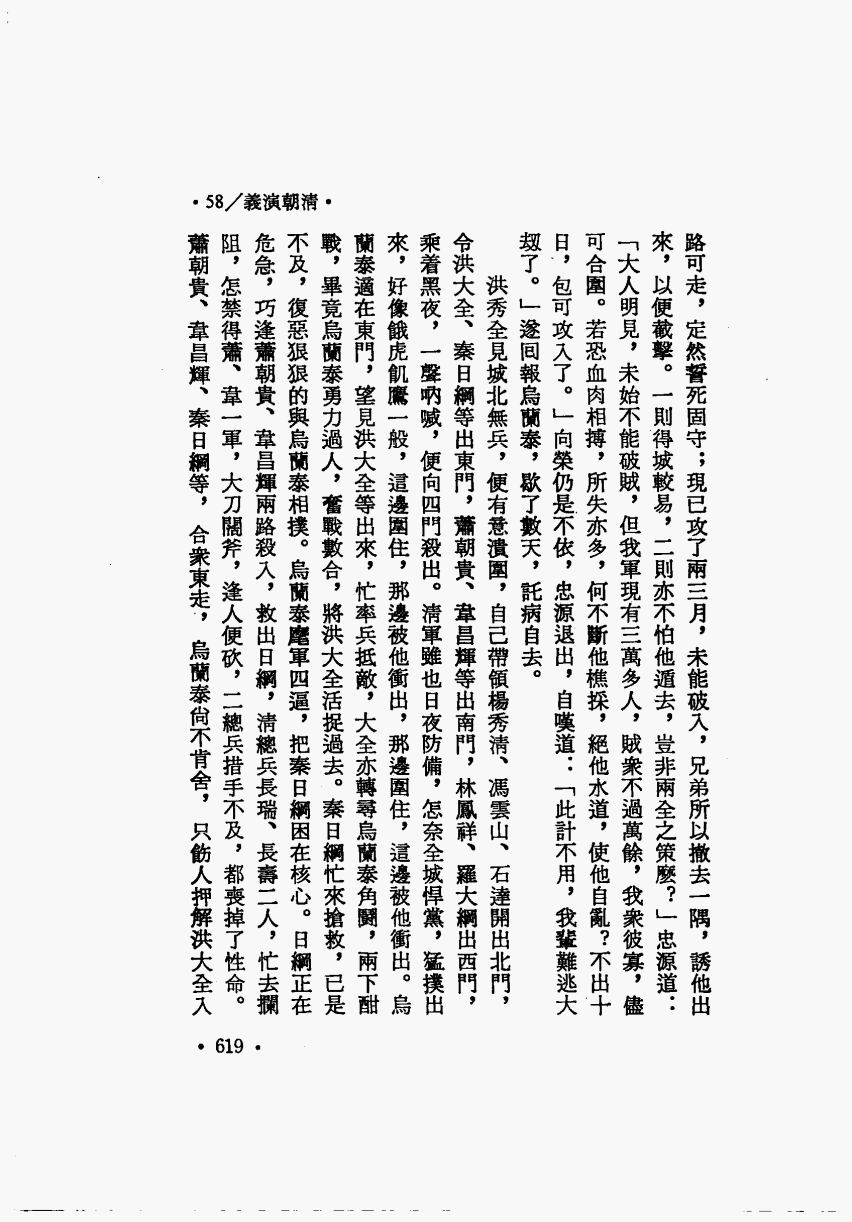 •58／義演朝清•
路可走，定然誓死固守；現已攻了兩三月，未能破入，兄弟所以撤去一隅，誘他出
來，以便截擊。一則得城較易，二則亦不怕他遁去，豈非兩全之策麽？」忠源道：
「大人明見，未始不能破賊，但我軍現有三萬多人，賊衆不過萬餘，我衆彼寡，儘
可合圍。若恐血肉相搏，所失亦多，何不斷他樵採，絕他水道，使他自亂？不出十
日，包可攻入了。」向榮仍是不依，忠源退出，自嘆道：「此計不用，我輩難逃大
刼了。」遂囘報烏蘭泰，歇了數天，託病自去。
洪秀全見城北無兵，便有意潰圍，自己帶領楊秀淸、馮雲山、石達開出北門，
令洪大全、秦日綱等出東門，蕭朝貴、韋昌輝等出南門，林鳳祥、羅大綱出西門，
乘着黑夜，一聲吶喊，便向四門殺出。淸軍雖也日夜防備，怎奈全城悍黨，猛撲出
來，好像餓虎飢鷹一般，這邊圍住，那邊被他衝出，那邊圍住，這邊被他衝出。烏
蘭泰適在東門，望見洪大全等出來，忙率兵抵敵，大全亦轉尋烏蘭泰角鬭，兩下酣
戰，畢竟烏蘭泰勇力過人，奮戰數合，將洪大全活捉過去。秦日綱忙來搶救，已是
不及，復惡狠狠的與烏蘭泰相撲。烏蘭泰麾軍四逼，把秦日綱困在核心。日綱正在
危急，巧逢蕭朝貴、韋昌輝兩路殺入，救出日綱，淸總兵長瑞、長壽二人，忙去攔
阻，怎禁得蕭、韋一軍，大刀闊斧，逢人便砍，二總兵措手不及，都喪掉了性命。
蕭朝貴、韋昌輝、秦日綱等，合衆東走，烏蘭泰尙不肯舍，只飭人押解洪大全入
•619•